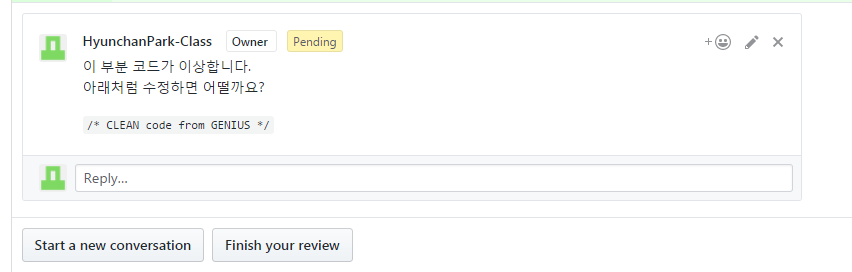 HyunchanPark-Class Owner Pending
이 부분 코드가 이상합니다.
아래처럼 수정하면 어떨까요?
/* CLEAN code from GENIUS */
Reply...
Start a new conversation Finish your review